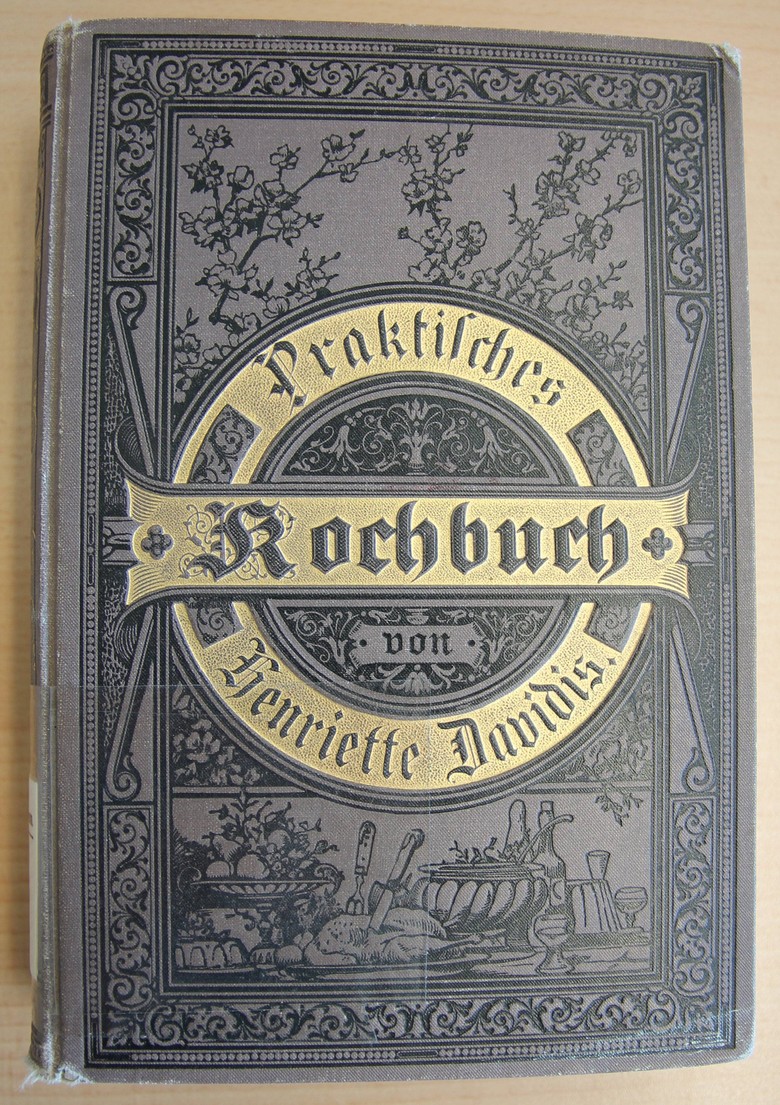 Praktiſches
Kochbuch
· von ·
Henriette Davidis.